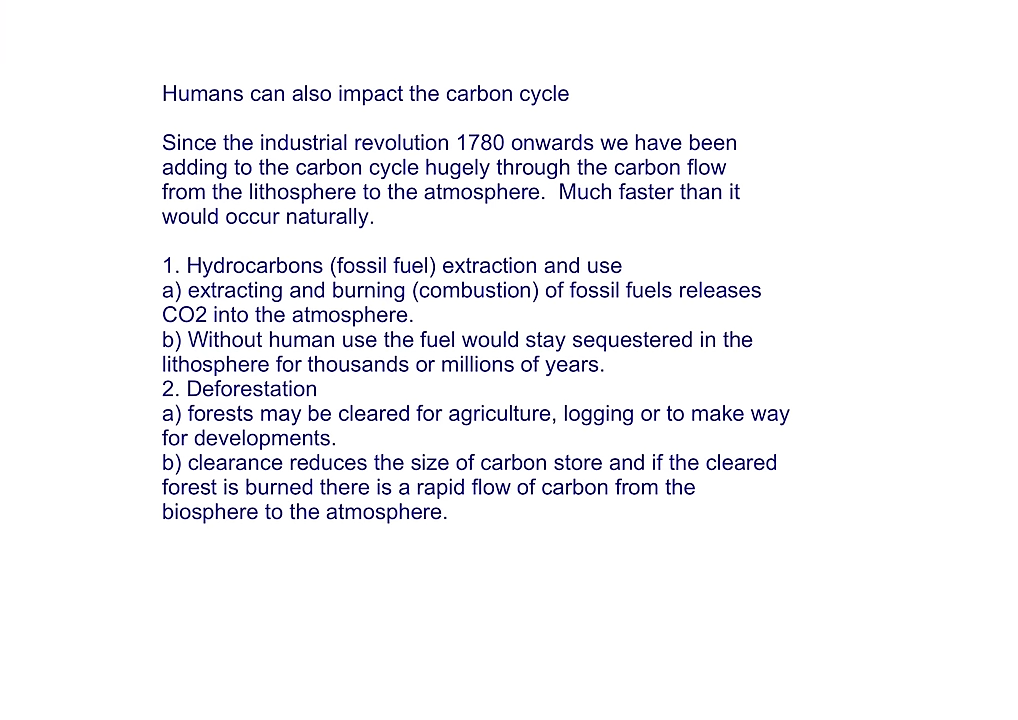 Humans can also impact the carbon cycle
Since the industrial revolution 1780 onwards we have been
adding to the carbon cycle hugely through the carbon flow
from the lithosphere to the atmosphere.  Much faster than it
would occur naturally.
1. Hydrocarbons (fossil fuel) extraction and use
a) extracting and burning (combustion) of fossil fuels releases
CO2 into the atmosphere.
b) Without human use the fuel would stay sequestered in the
lithosphere for thousands or millions of years.
2. Deforestation
a) forests may be cleared for agriculture, logging or to make way
for developments.
b) clearance reduces the size of carbon store and if the cleared
forest is burned there is a rapid flow of carbon from the
biosphere to the atmosphere.